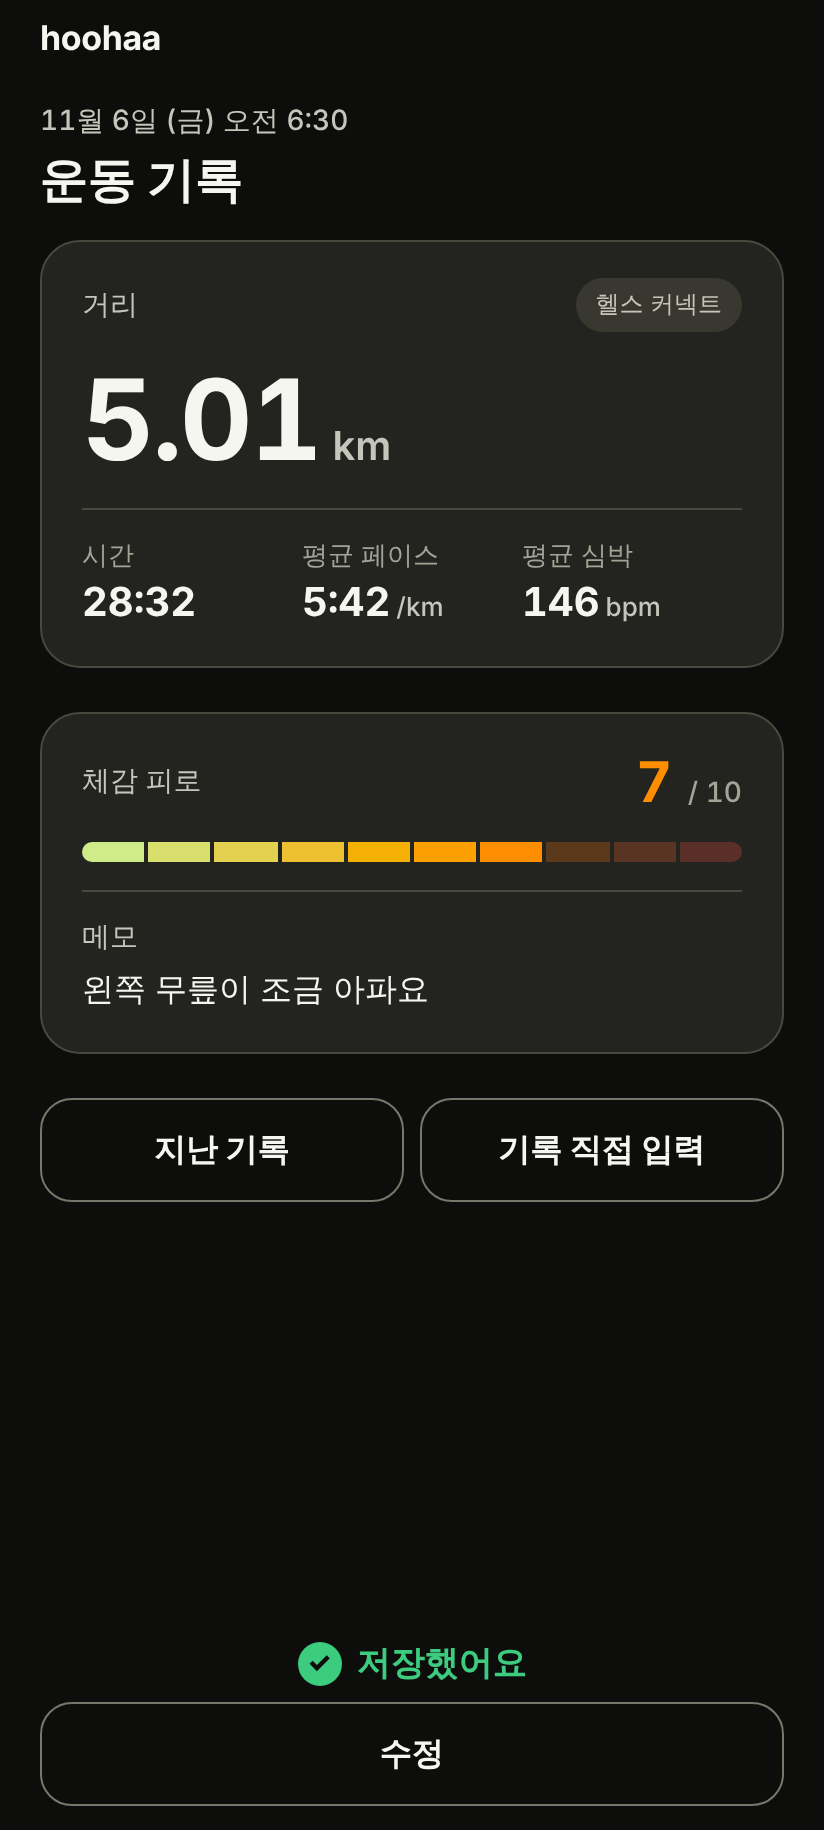 hoohaa
11월 6일 (금) 오전 6:30
운동 기록
거리
헬스 커넥트
5.01 km
시간 평균 페이스 평균 심박
28:32 5:42 /km 146 bpm
체감 피로
7 / 10
메모
왼쪽 무릎이 조금 아파요
지난 기록
기록 직접 입력
저장했어요
수정